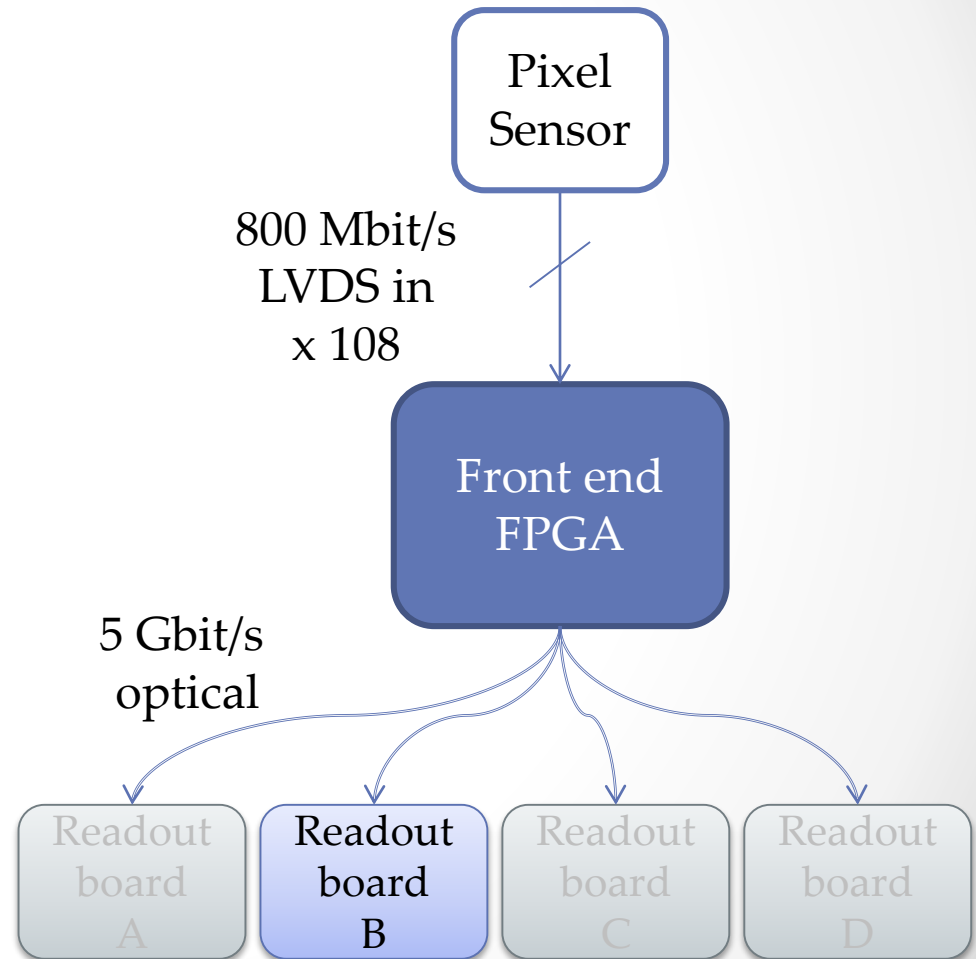 Pixel
Sensor
800 Mbit/s
LVDS in
x 108
Front end
FPGA
5 Gbit/s
optical
Readout
board
A
Readout
board
B
Readout
board
C
Readout
board
D